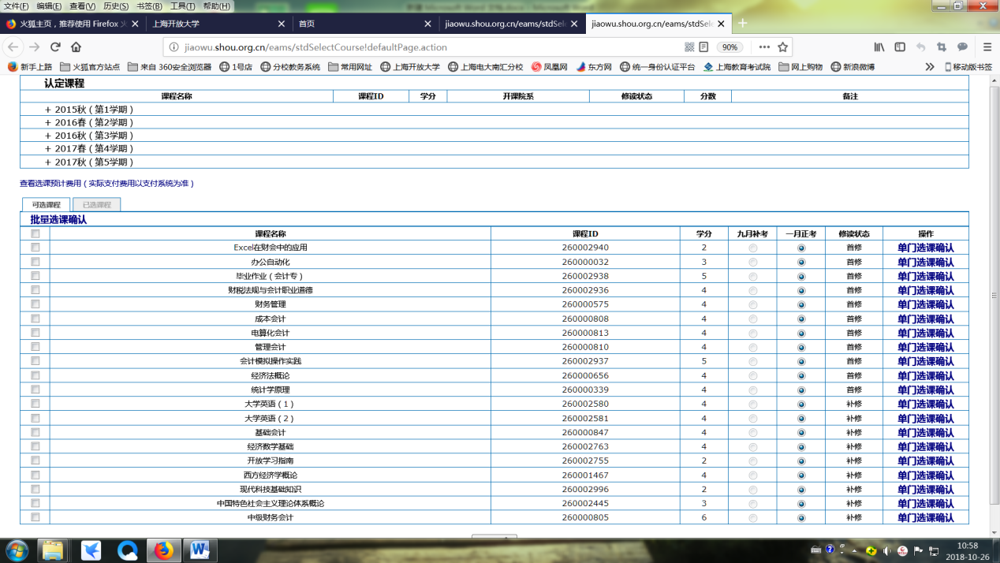 文件(F) 编辑(E) 查看(V) 历史(S) 书签(B) 工具(T) 帮助(H)
火狐主页，推荐使用 Firefox 火 上海开放大学 首页 jiaowu.shou.org.cn/eams/stdSele jiaowu.shou.org.cn/eams/stdSele
jiaowu.shou.org.cn/eams/stdSelectCourse!defaultPage.action 90%
新手上路 火狐官方站点 来自 360安全浏览器 1号店 分校教务系统 常用网址 上海开放大学 上海电大南汇分校 凤凰网 东方网 统一身份认证平台 上海教育考试院 网上购物 新浪微博 移动版书签
认定课程
课程名称 课程ID 学分 开课院系 修读状态 分数 备注
+ 2015秋 ( 第1学期 )
+ 2016春 ( 第2学期 )
+ 2016秋 ( 第3学期 )
+ 2017春 ( 第4学期 )
+ 2017秋 ( 第5学期 )
查看选课预计费用 ( 实际支付费用以支付系统为准 )
可选课程 已选课程
批量选课确认
课程名称 课程ID 学分 九月补考 一月正考 修读状态 操作
Excel在财会中的应用 260002940 2 首修 单门选课确认
办公自动化 260000032 3 首修 单门选课确认
毕业作业 ( 会计专 ) 260002938 5 首修 单门选课确认
财税法规与会计职业道德 260002936 4 首修 单门选课确认
财务管理 260000575 4 首修 单门选课确认
成本会计 260000808 4 首修 单门选课确认
电算化会计 260000813 4 首修 单门选课确认
管理会计 260000810 4 首修 单门选课确认
会计模拟操作实践 260002937 5 首修 单门选课确认
经济法概论 260000656 4 首修 单门选课确认
统计学原理 260000339 4 首修 单门选课确认
大学英语 ( 1 ) 260002580 4 补修 单门选课确认
大学英语 ( 2 ) 260002581 4 补修 单门选课确认
基础会计 260000847 4 补修 单门选课确认
经济数学基础 260002763 4 补修 单门选课确认
开放学习指南 260002755 2 补修 单门选课确认
西方经济学概论 260001467 4 补修 单门选课确认
现代科技基础知识 260002996 2 补修 单门选课确认
中国特色社会主义理论体系概论 260002445 3 补修 单门选课确认
中级财务会计 260000805 6 补修 单门选课确认
10:58
2018-10-26